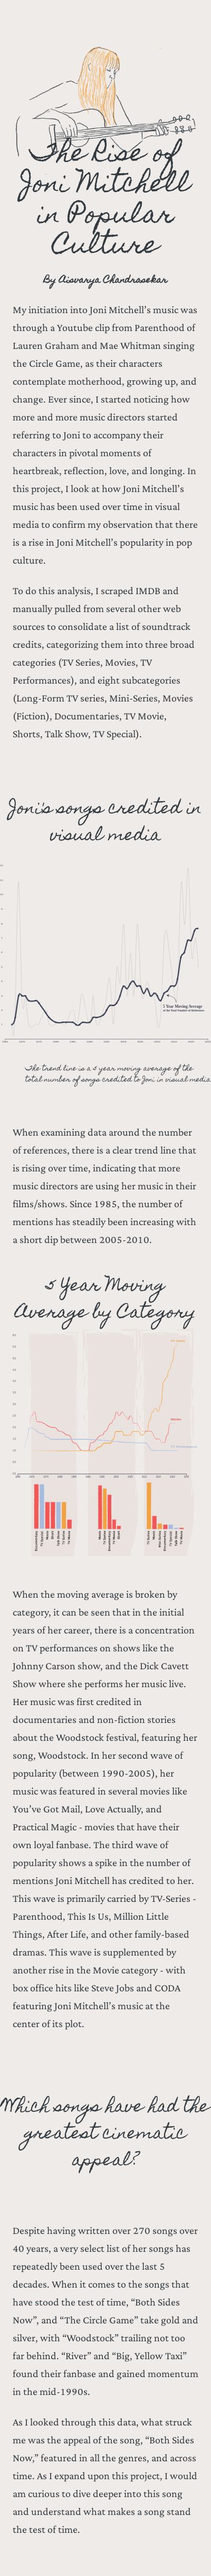 The Rise of
Joni Mitchell
in Popular
Culture
By Aisvarya Chandrasekar
My initiation into Joni Mitchell's music was
through a Youtube clip from Parenthood of
Lauren Graham and Mae Whitman singing
the Circle Game, as their characters
contemplate motherhood, growing up, and
change. Ever since, I started noticing how
more and more music directors started
referring to Joni to accompany their
characters in pivotal moments of
heartbreak, reflection, love, and longing. In
this project, I look at how Joni Mitchell's
music has been used over time in visual
media to confirm my observation that there
is a rise in Joni Mitchell's popularity in pop
culture.
To do this analysis, I scraped IMDB and
manually pulled from several other web
sources to consolidate a list of soundtrack
credits, categorizing them into three broad
categories (TV Series, Movies, TV
Performances), and eight subcategories
(Long-Form TV series, Mini-Series, Movies
(Fiction), Documentaries, TV Movie,
Shorts, Talk Show, TV Special).
Joni's songs credited in
visual media
5 Year Moving Average
The trend line is a 5 year moving average of the
total number of songs credited to Joni in visual media
When examining data around the number
of references, there is a clear trend line that
is rising over time, indicating that more
music directors are using her music in their
films/shows. Since 1985, the number of
mentions has steadily been increasing with
a short dip between 2005-2010.
5 Year Moving
Average by Category
When the moving average is broken by
category, it can be seen that in the initial
years of her career, there is a concentration
on TV performances on shows like the
Johnny Carson show, and the Dick Cavett
Show where she performs her music live.
Her music was first credited in
documentaries and non-fiction stories
about the Woodstock festival, featuring her
song, Woodstock. In her second wave of
popularity (between 1990-2005), her
music was featured in several movies like
You've Got Mail, Love Actually, and
Practical Magic - movies that have their
own loyal fanbase. The third wave of
popularity shows a spike in the number of
mentions Joni Mitchell has credited to her.
This wave is primarily carried by TV-Series -
Parenthood, This Is Us, Million Little
Things, After Life, and other family-based
dramas. This wave is supplemented by
another rise in the Movie category - with
box office hits like Steve Jobs and CODA
featuring Joni Mitchell's music at the
center of its plot.
Which songs have had the
greatest cinematic
appeal?
Despite having written over 270 songs over
40 years, a very select list of her songs has
repeatedly been used over the last 5
decades. When it comes to the songs that
have stood the test of time, "Both Sides
Now", and "The Circle Game" take gold and
silver, with "Woodstock" trailing not too
far behind. "River" and "Big, Yellow Taxi"
found their fanbase and gained momentum
in the mid-1990s.
As I looked through this data, what struck
me was the appeal of the song, "Both Sides
Now," featured in all the genres, and across
time. As I expand upon this project, I would
am curious to dive deeper into this song
and understand what makes a song stand
the test of time.